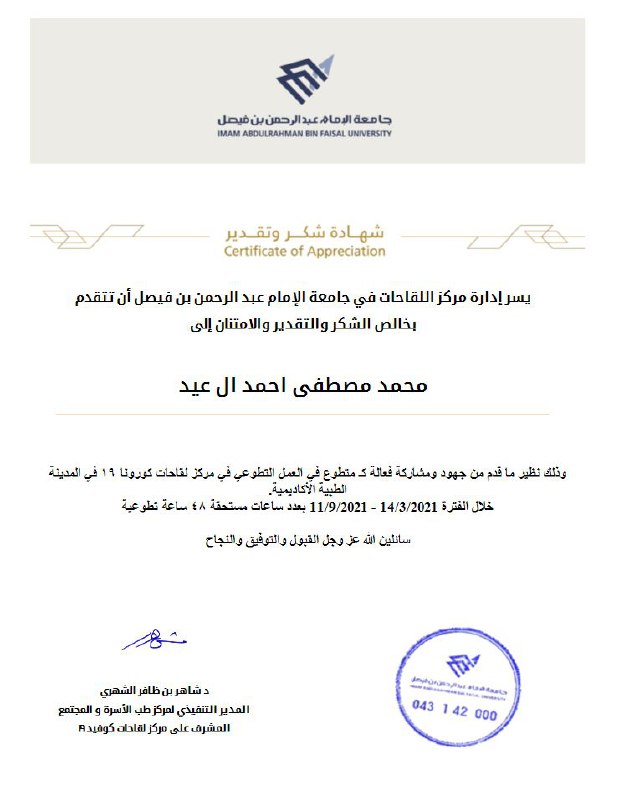 جامعة الإمام عبد الرحمن بن فيصل
IMAM ABDULRAHMAN BIN FAISAL UNIVERSITY
شهادة شكر وتقدير
Certificate of Appreciation
يسر إدارة مركز اللقاحات في جامعة الإمام عبد الرحمن بن فيصل أن تتقدم
بخالص الشكر والتقدير والامتنان إلى
محمد مصطفى احمد ال عيد
وذلك نظير ما قدم من جهود ومشاركة فعالة كـ متطوع في العمل التطوعي في مركز لقاحات كورونا ١٩ في المدينة
الطبية الأكاديمية.
خلال الفترة 14/3/2021 - 11/9/2021 بعدد ساعات مستحقة ٤٨ ساعة تطوعية
سائلين الله عز وجل القبول والتوفيق والنجاح
د شاهر بن ظافر الشهري
المدير التنفيذي لمركز طب الأسرة و المجتمع
المشرف على مركز لقاحات كوفيد ١٩
جامعة الإمام عبد الرحمن بن فيصل
IMAM ABDULRAHMAN BIN FAISAL UNIVERSITY
043 142 000